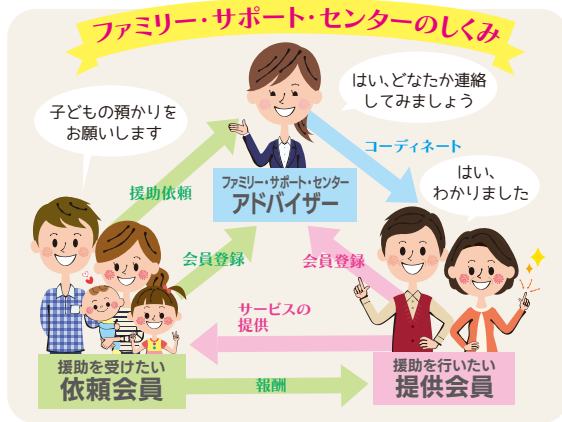 ファミリー・サポート・センターのしくみ
はい、どなたか連絡
してみましょう
子どもの預かりを
お願いします
コーディネート
はい、
わかりました
援助依頼
ファミリー・サポート・センター
アドバイザー
会員登録
会員登録
サービスの
提供
援助を受けたい
依頼会員
報酬
援助を行いたい
提供会員